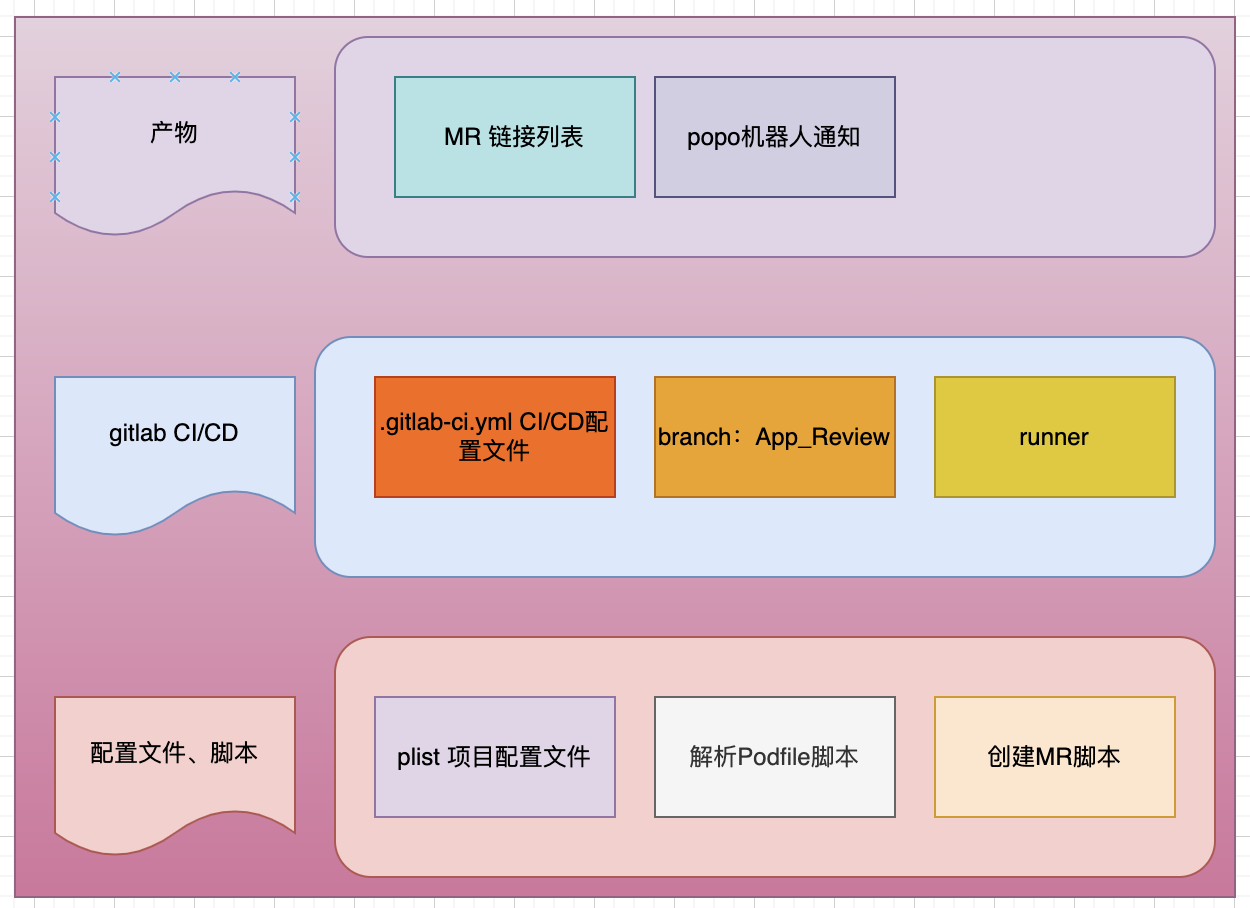 产物
MR 链接列表
popo机器人通知
gitlab CI/CD
.gitlab-ci.yml CI/CD配
置文件
branch：App_Review
runner
配置文件、脚本
plist 项目配置文件
解析Podfile脚本
创建MR脚本